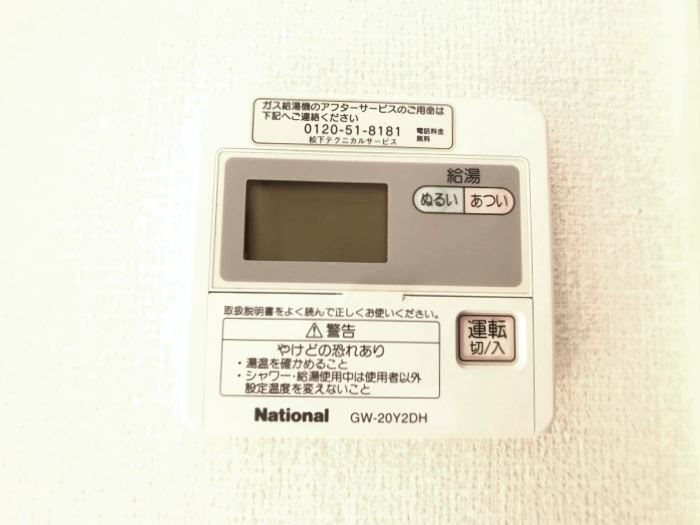 ガス給湯機のアフターサービスのご用命は
下記へご連絡ください
0120-51-8181 電話料金
無料
松下テクニカルサービス
給湯
ぬるい あつい
取扱説明書をよく読んで正しくお使いください。
⚠警告
やけどの恐れあり
・湯温を確かめること
・シャワー・給湯使用中は使用者以外
設定温度を変えないこと
運転
切/入
National GW-20Y2DH